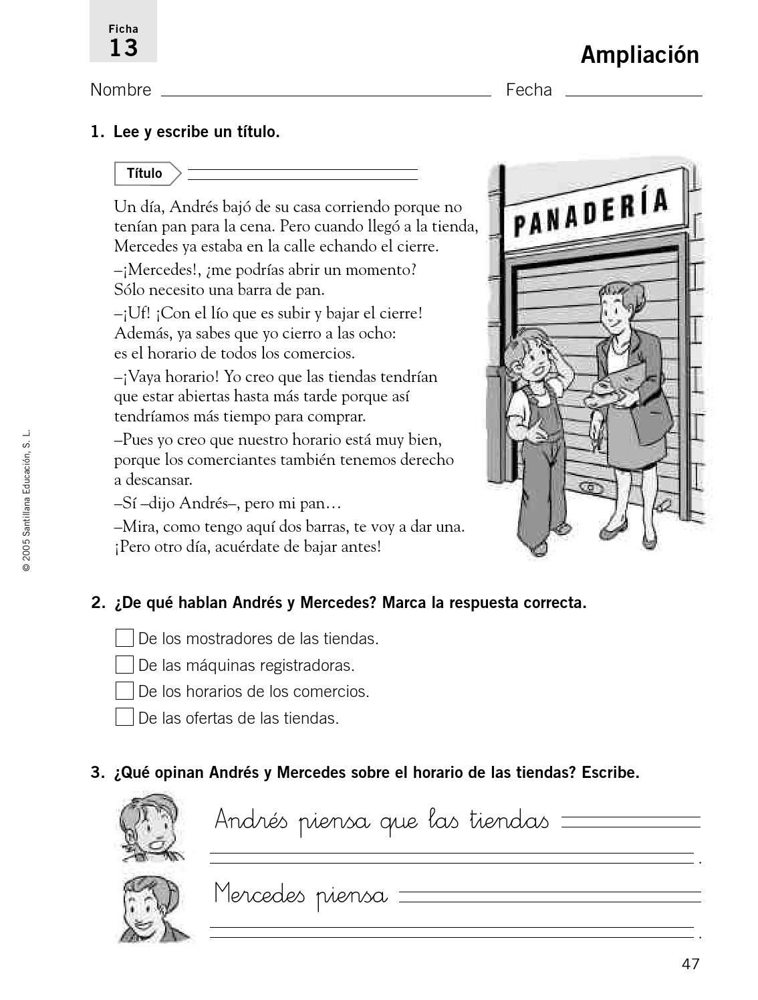 Ficha
13
Ampliación
Nombre
Fecha
1. Lee y escribe un título.
Título
Un día, Andrés bajó de su casa corriendo porque no
tenían pan para la cena. Pero cuando llegó a la tienda,
Mercedes ya estaba en la calle echando el cierre.
–¡Mercedes!, ¿me podrías abrir un momento?
Sólo necesito una barra de pan.
–¡Uf! ¡Con el lío que es subir y bajar el cierre!
Además, ya sabes que yo cierro a las ocho:
es el horario de todos los comercios.
–¡Vaya horario! Yo creo que las tiendas tendrían
que estar abiertas hasta más tarde porque así
tendríamos más tiempo para comprar.
–Pues yo creo que nuestro horario está muy bien,
porque los comerciantes también tenemos derecho
a descansar.
–Sí –dijo Andrés–, pero mi pan…
–Mira, como tengo aquí dos barras, te voy a dar una.
¡Pero otro día, acuérdate de bajar antes!
PANADERÍA
© 2005 Santillana Educación, S. L.
2. ¿De qué hablan Andrés y Mercedes? Marca la respuesta correcta.
De los mostradores de las tiendas.
De las máquinas registradoras.
De los horarios de los comercios.
De las ofertas de las tiendas.
3. ¿Qué opinan Andrés y Mercedes sobre el horario de las tiendas? Escribe.
Andrés piensa que las tiendas
.
Mercedes piensa
.
47